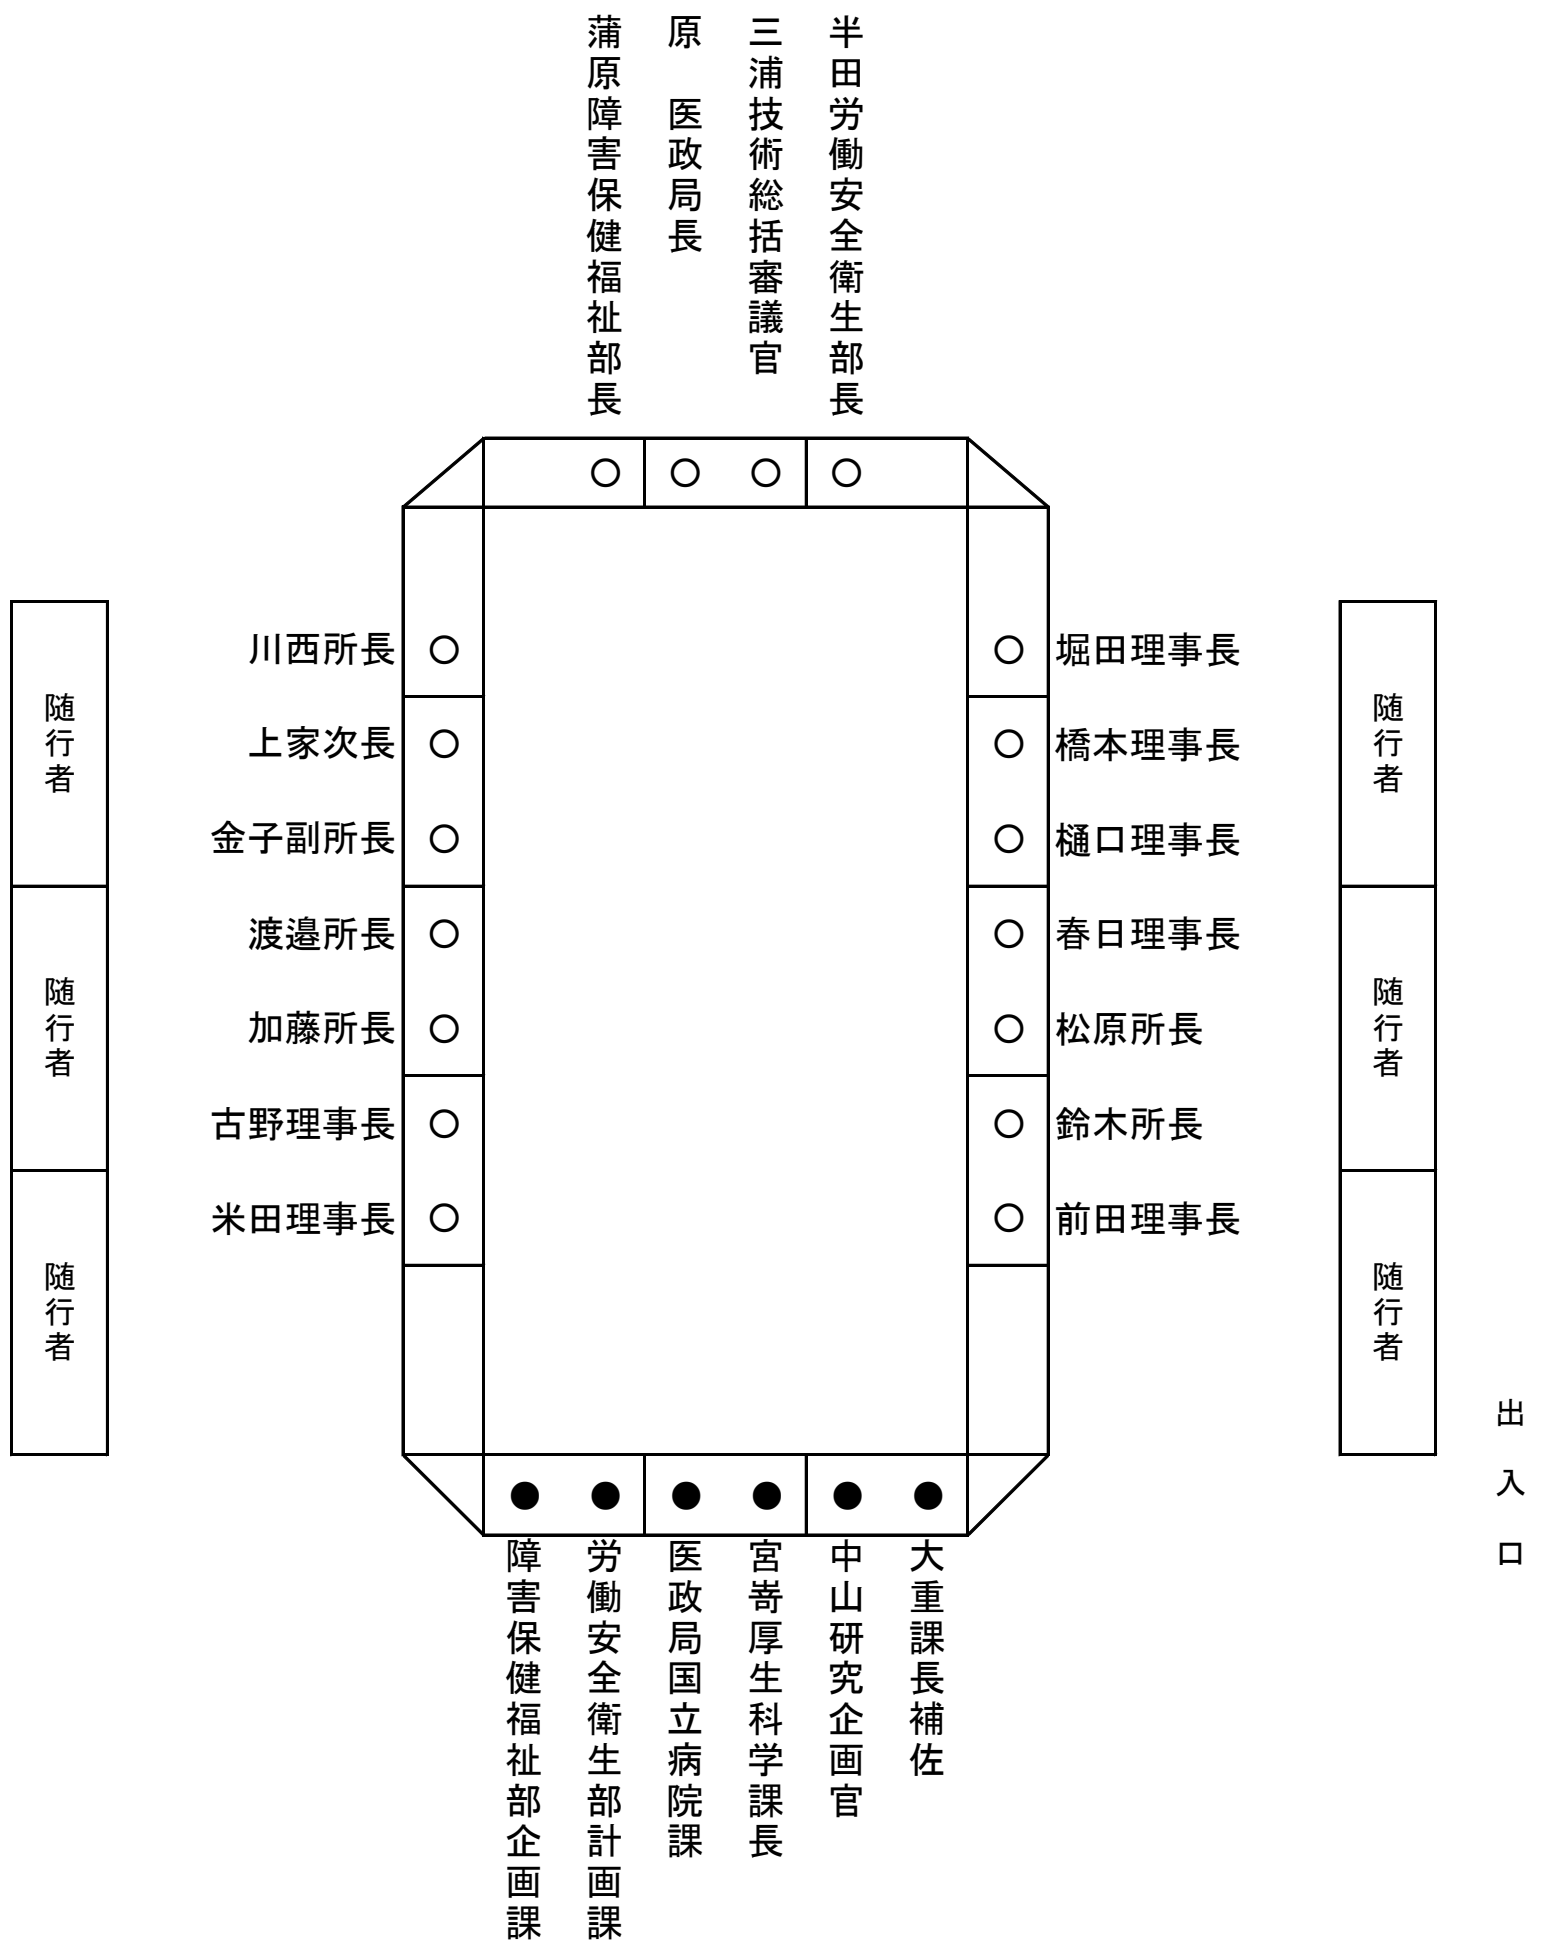 半田労働安全衛生部長
三浦技術総括審議官
原　医政局長
蒲原障害保健福祉部長
川西所長
上家次長
金子副所長
渡邉所長
加藤所長
古野理事長
米田理事長
堀田理事長
橋本理事長
樋口理事長
春日理事長
松原所長
鈴木所長
前田理事長
随行者
随行者
随行者
随行者
随行者
随行者
出入口
大重課長補佐
中山研究企画官
宮嵜厚生科学課長
医政局国立病院課
労働安全衛生部計画課
障害保健福祉部企画課